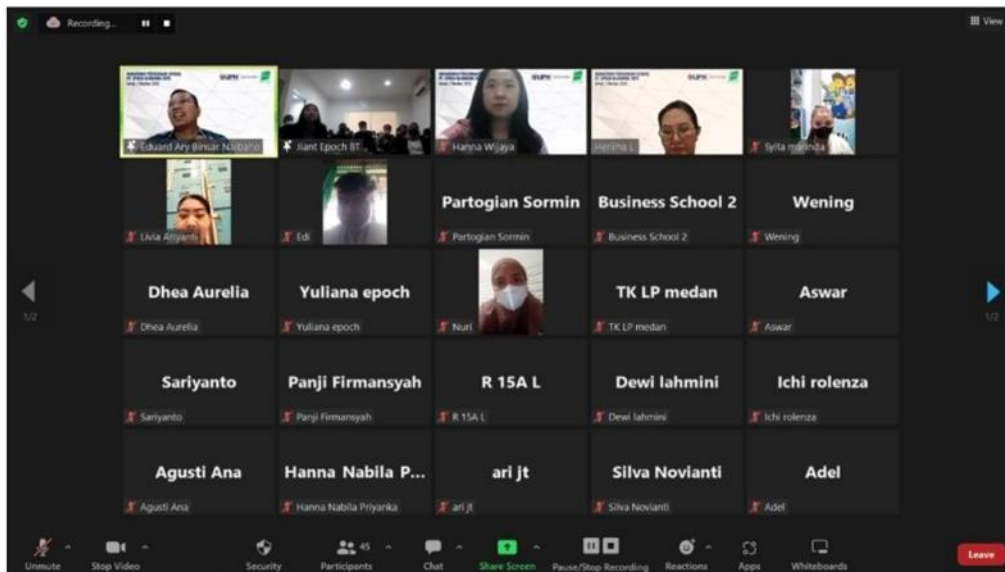 Recording...
View
UPH
UPH
UPH
Eduard Ary Binsar Naibaho
Jiant Epoch BT
Hanna Wijaya
Henina L
Syita morinda
Livia Ariyanti
Edi
Partogian Sormin
Partogian Sormin
Business School 2
Business School 2
Wening
Wening
Dhea Aurelia
Dhea Aurelia
Yuliana epoch
Yuliana epoch
Nuri
TK LP medan
TK LP medan
Aswar
Aswar
1/2
1/2
Sariyanto
Sariyanto
Panji Firmansyah
Panji Firmansyah
R 15A L
R 15A L
Dewi lahmini
Dewi lahmini
Ichi rolenza
Ichi rolenza
Agusti Ana
Agusti Ana
Hanna Nabila P...
Hanna Nabila Priyanka
ari jt
ari jt
Silva Novianti
Silva Novianti
Adel
Adel
Unmute
Stop Video
Security
45
Participants
Chat
Share Screen
Pause/Stop Recording
Reactions
Apps
Whiteboards
Leave